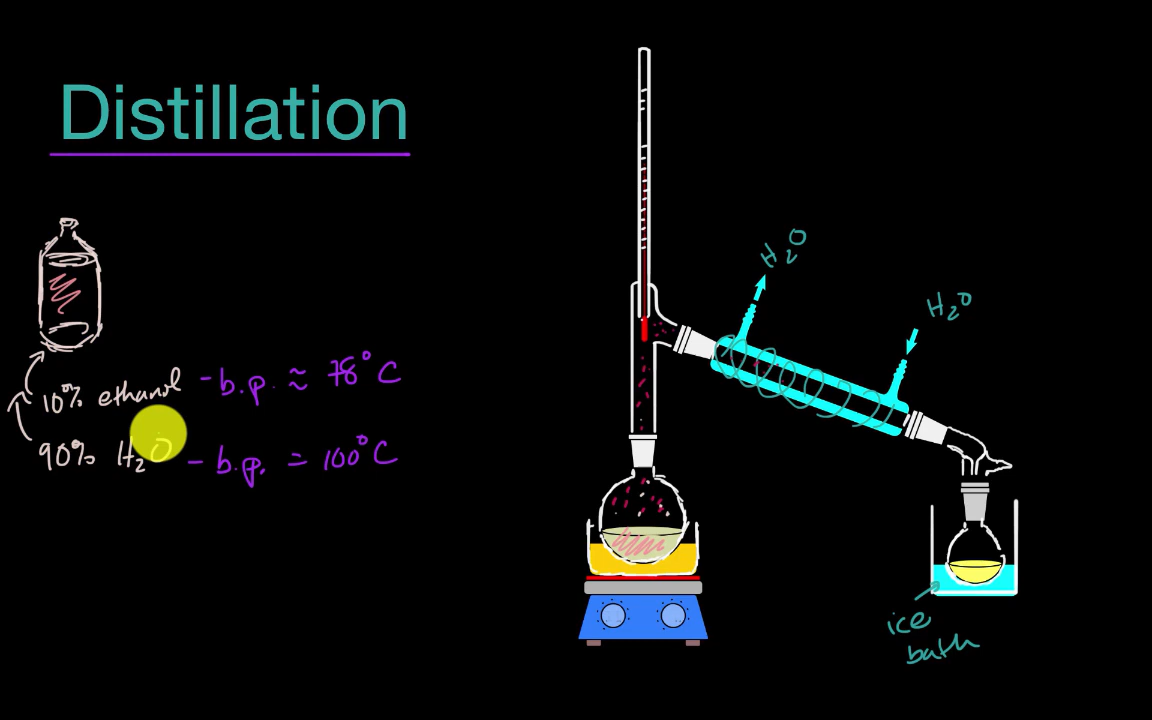 Distillation
H2O
H2O
10% ethanol - b.p. ≈ 78°C
90% H2O - b.p. = 100°C
ice
bath